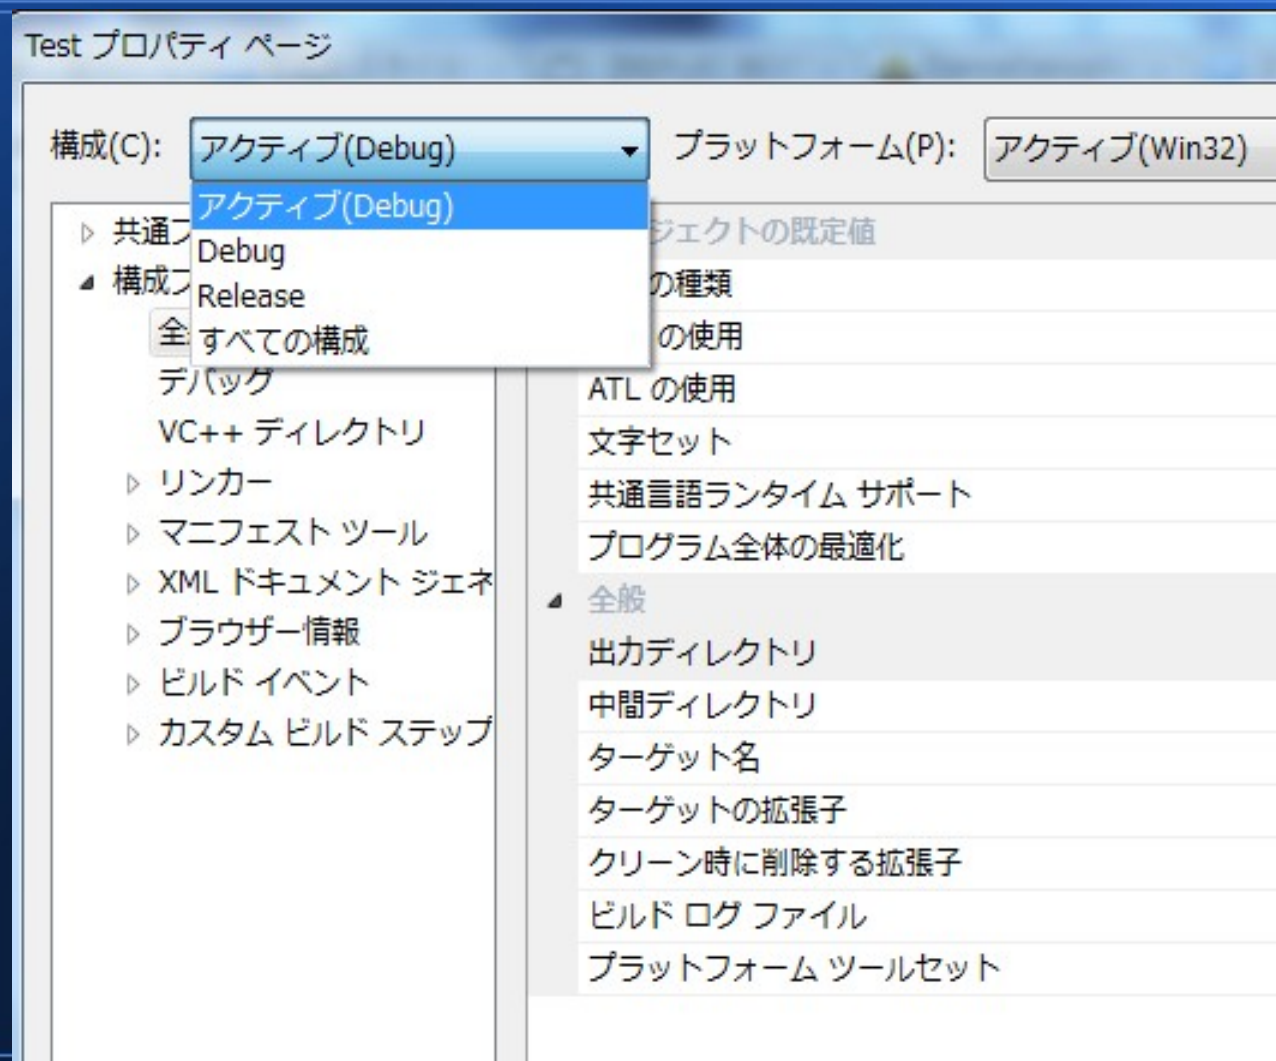 Test プロパティ ページ
構成(C):
アクティブ(Debug)
プラットフォーム(P):
アクティブ(Win32)
アクティブ(Debug)
Debug
Release
すべての構成
共通
構成
デバッグ
VC++ ディレクトリ
リンカー
マニフェスト ツール
XML ドキュメント ジェネ
ブラウザー情報
ビルド イベント
カスタム ビルド ステップ
ジェクトの既定値
の種類
の使用
ATL の使用
文字セット
共通言語ランタイム サポート
プログラム全体の最適化
全般
出力ディレクトリ
中間ディレクトリ
ターゲット名
ターゲットの拡張子
クリーン時に削除する拡張子
ビルド ログ ファイル
プラットフォーム ツールセット